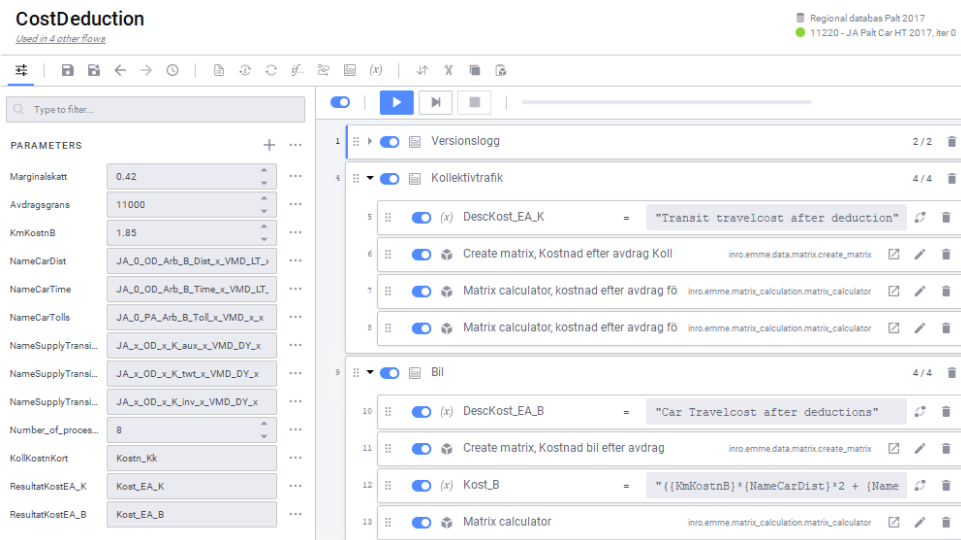 CostDeduction
Used in 4 other flows
Regional databas Palt 2017
11220 - JA Palt Car HT 2017, iter 0
if...
(x)
Type to filter...
PARAMETERS
Marginalskatt 0.42
Avdragsgrans 11000
KmKostnB 1.85
NameCarDist JA_0_OD_Arb_B_Dist_x_VMD_LT_
NameCarTime JA_0_OD_Arb_B_Time_x_VMD_LT_
NameCarTolls JA_0_PA_Arb_B_Toll_x_VMD_x_x
NameSupplyTransi... JA_x_OD_x_K_aux_x_VMD_DY_x
NameSupplyTransi... JA_x_OD_x_K_twt_x_VMD_DY_x
NameSupplyTransi... JA_x_OD_x_K_inv_x_VMD_DY_x
Number_of_proces... 8
KollKostnKort Kostn_Kk
ResultatKostEA_K Kost_EA_K
ResultatKostEA_B Kost_EA_B
1 Versionslogg 2 / 2
4 Kollektivtrafik 4 / 4
5 (x) DescKost_EA_K = "Transit travelcost after deduction"
6 Create matrix, Kostnad efter avdrag Koll inro.emme.data.matrix.create_matrix
7 Matrix calculator, kostnad efter avdrag fö inro.emme.matrix_calculation.matrix_calculator
8 Matrix calculator, kostnad efter avdrag fö inro.emme.matrix_calculation.matrix_calculator
9 Bil 4 / 4
10 (x) DescKost_EA_B = "Car Travelcost after deductions"
11 Create matrix, Kostnad bil efter avdrag inro.emme.data.matrix.create_matrix
12 (x) Kost_B = "({KmKostnB}*{NameCarDist}*2 + {Name
13 Matrix calculator inro.emme.matrix_calculation.matrix_calculator